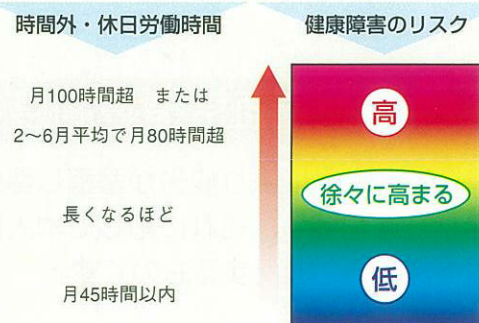 時間外・休日労働時間
健康障害のリスク
月100時間超　または
2〜6月平均で月80時間超
長くなるほど
月45時間以内
高
徐々に高まる
低